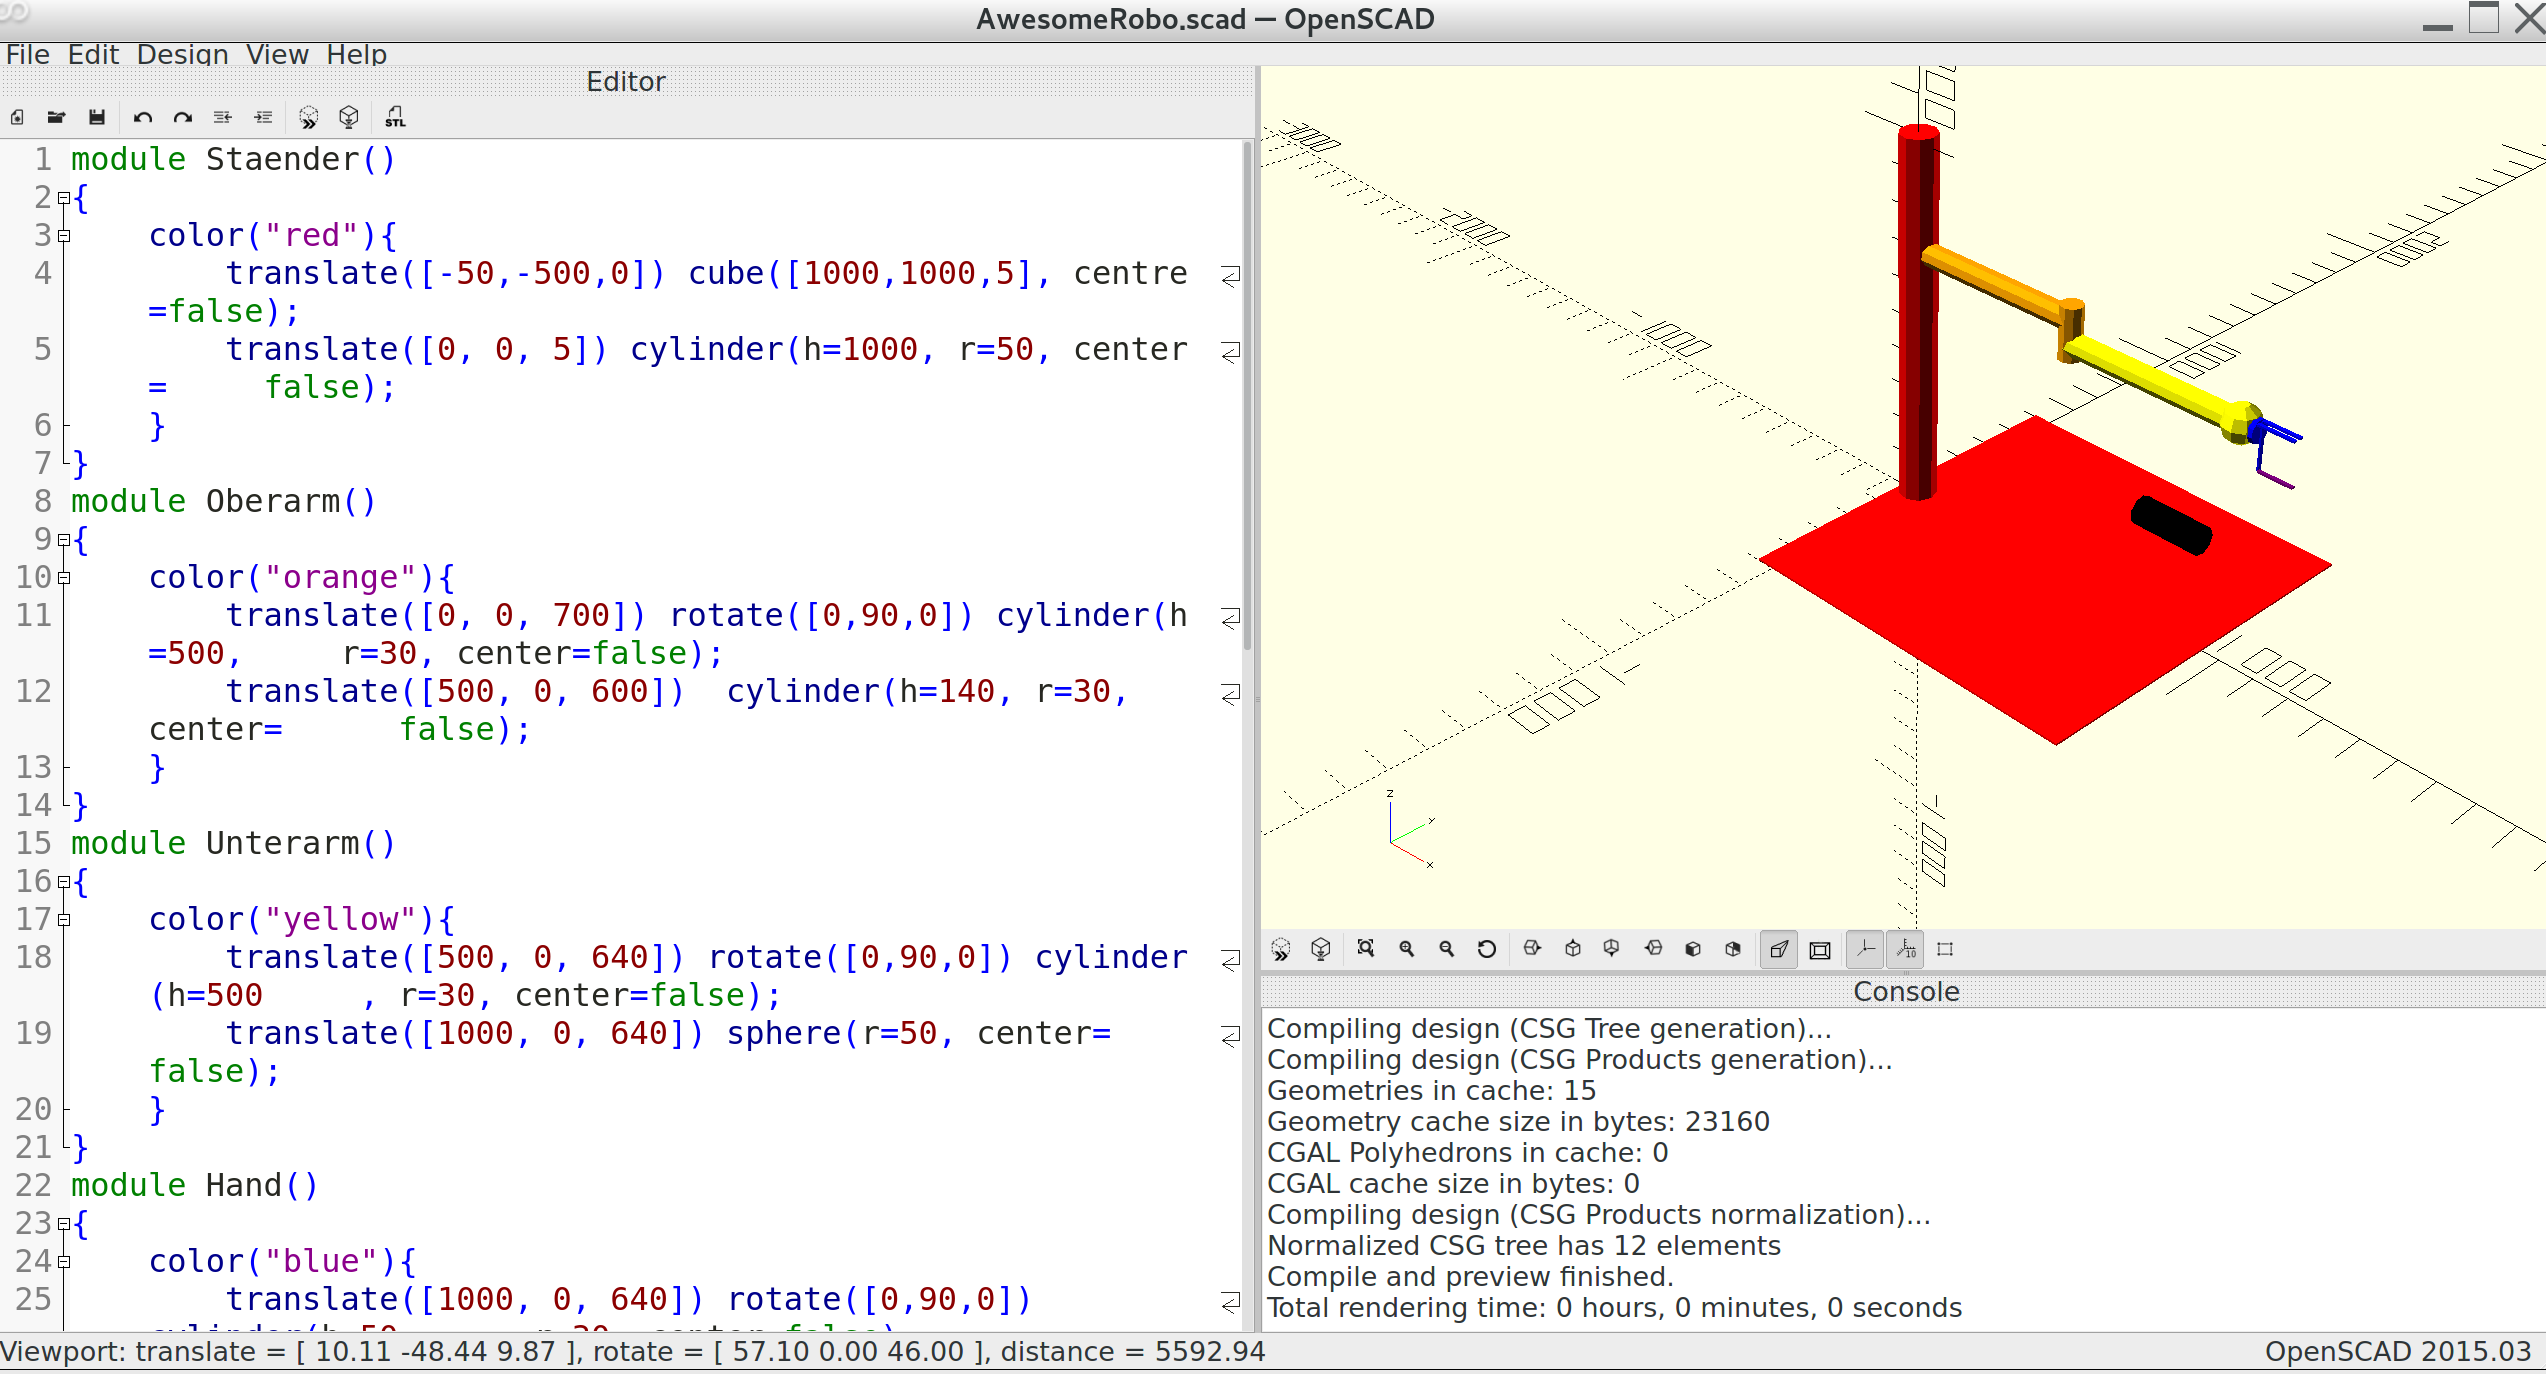 AwesomeRobo.scad — OpenSCAD
File Edit Design View Help
Editor
STL
1 module Staender()
2 {
3 color("red"){
4 translate([-50,-500,0]) cube([1000,1000,5], centre
=false);
5 translate([0, 0, 5]) cylinder(h=1000, r=50, center
= false);
6 }
7 }
8 module Oberarm()
9 {
10 color("orange"){
11 translate([0, 0, 700]) rotate([0,90,0]) cylinder(h
=500, r=30, center=false);
12 translate([500, 0, 600]) cylinder(h=140, r=30,
center= false);
13 }
14 }
15 module Unterarm()
16 {
17 color("yellow"){
18 translate([500, 0, 640]) rotate([0,90,0]) cylinder
(h=500 , r=30, center=false);
19 translate([1000, 0, 640]) sphere(r=50, center=
false);
20 }
21 }
22 module Hand()
23 {
24 color("blue"){
25 translate([1000, 0, 640]) rotate([0,90,0])
z
y
x
10
Console
Compiling design (CSG Tree generation)...
Compiling design (CSG Products generation)...
Geometries in cache: 15
Geometry cache size in bytes: 23160
CGAL Polyhedrons in cache: 0
CGAL cache size in bytes: 0
Compiling design (CSG Products normalization)...
Normalized CSG tree has 12 elements
Compile and preview finished.
Total rendering time: 0 hours, 0 minutes, 0 seconds
Viewport: translate = [ 10.11 -48.44 9.87 ], rotate = [ 57.10 0.00 46.00 ], distance = 5592.94
OpenSCAD 2015.03